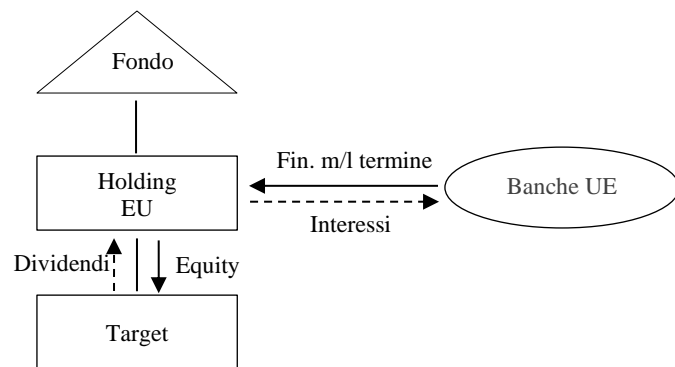 Fondo
Fin. m/l termine
Holding
EU
Banche UE
Interessi
Dividendi
Equity
Target